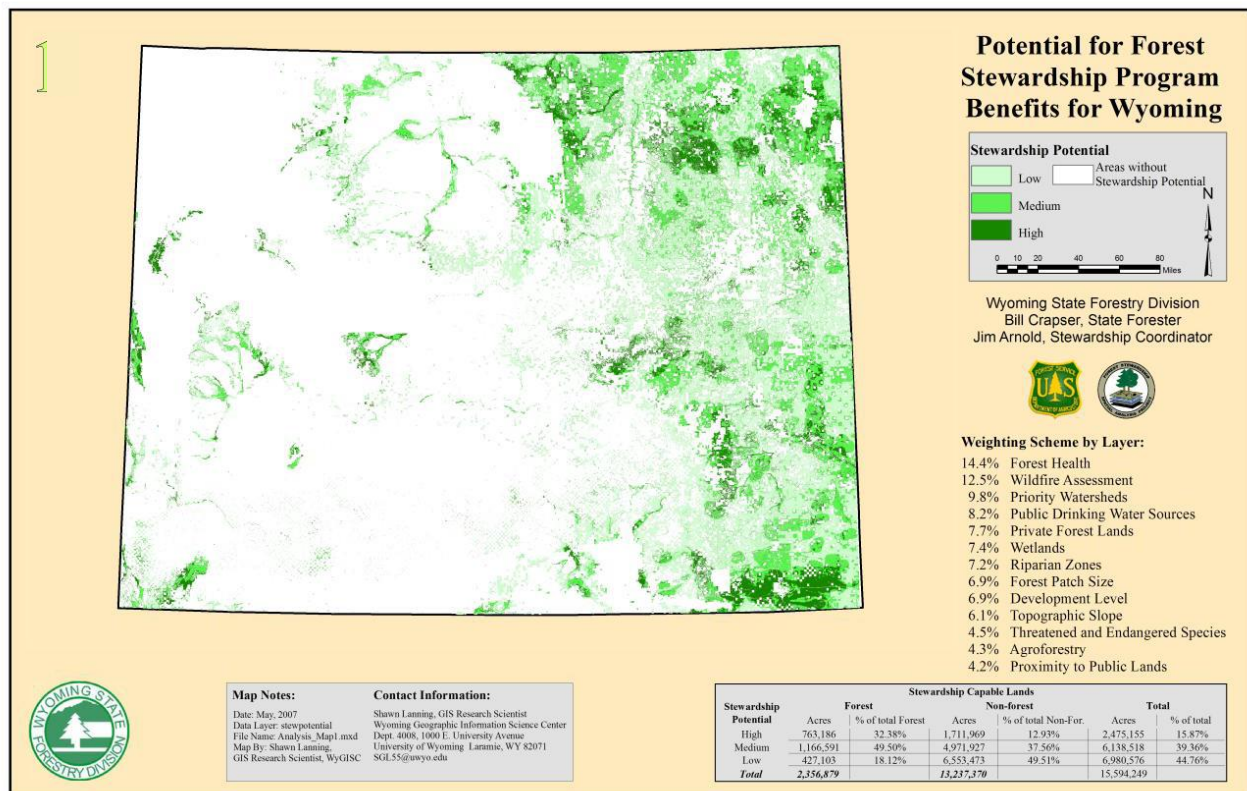 1
Potential for Forest
Stewardship Program
Benefits for Wyoming
Stewardship Potential
Low
Areas without
Stewardship Potential
Medium
High
N
0 10 20 40 60 80
Miles
Wyoming State Forestry Division
Bill Crapser, State Forester
Jim Arnold, Stewardship Coordinator
FOREST SERVICE
U S
DEPARTMENT OF AGRICULTURE
FOREST STEWARDSHIP
Weighting Scheme by Layer:
14.4% Forest Health
12.5% Wildfire Assessment
9.8% Priority Watersheds
8.2% Public Drinking Water Sources
7.7% Private Forest Lands
7.4% Wetlands
7.2% Riparian Zones
6.9% Forest Patch Size
6.9% Development Level
6.1% Topographic Slope
4.5% Threatened and Endangered Species
4.3% Agroforestry
4.2% Proximity to Public Lands
WYOMING STATE
FORESTRY DIVISION
Map Notes:
Date: May, 2007
Data Layer: stewpotential
File Name: Analysis_Map1.mxd
Map By: Shawn Lanning,
GIS Research Scientist, WyGISC
Contact Information:
Shawn Lanning, GIS Research Scientist
Wyoming Geographic Information Science Center
Dept. 4008, 1000 E. University Avenue
University of Wyoming Laramie, WY 82071
SGL55@uwyo.edu
Stewardship Capable Lands
Stewardship Forest Non-forest Total
Potential Acres % of total Forest Acres % of total Non-For. Acres % of total
High 763,186 32.38% 1,711,969 12.93% 2,475,155 15.87%
Medium 1,166,591 49.50% 4,971,927 37.56% 6,138,518 39.36%
Low 427,103 18.12% 6,553,473 49.51% 6,980,576 44.76%
Total 2,356,879 13,237,370 15,594,249